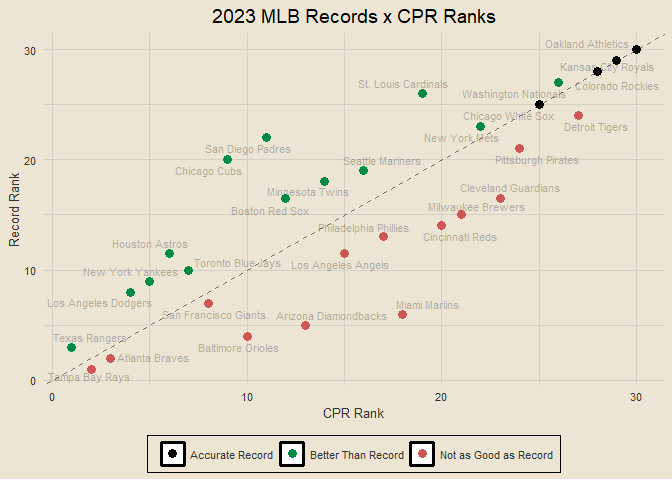 2023 MLB Records x CPR Ranks
Oakland Athletics
Kansas City Royals
St. Louis Cardinals
Colorado Rockies
Washington Nationals
Chicago White Sox
Detroit Tigers
New York Mets
San Diego Padres
Seattle Mariners
Pittsburgh Pirates
Chicago Cubs
Minnesota Twins
Cleveland Guardians
Boston Red Sox
Milwaukee Brewers
Philadelphia Phillies
Cincinnati Reds
Houston Astros
Toronto Blue Jays
Los Angeles Angels
New York Yankees
Los Angeles Dodgers
Miami Marlins
San Francisco Giants
Arizona Diamondbacks
Texas Rangers
Baltimore Orioles
Atlanta Braves
Tampa Bay Rays
30
20
10
0
Record Rank
0 10 20 30
CPR Rank
Accurate Record Better Than Record Not as Good as Record